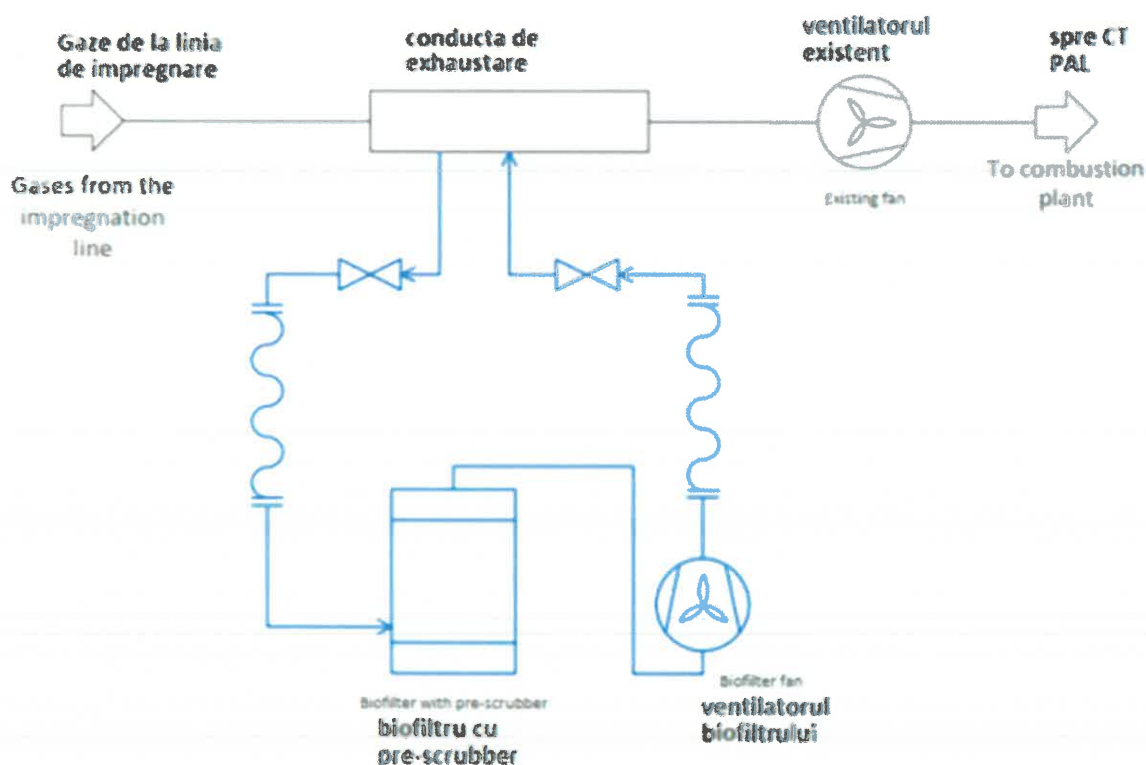 Gaze de la linia
de impregnare
conducta de
exhaustare
ventilatorul
existent
spre CT
PAL
Gases from the
impregnation
line
Existing fan
To combustion
plant
Biofilter with pre-scrubber
biofiltru cu
pre-scrubber
Biofilter fan
ventilatorul
biofiltrului